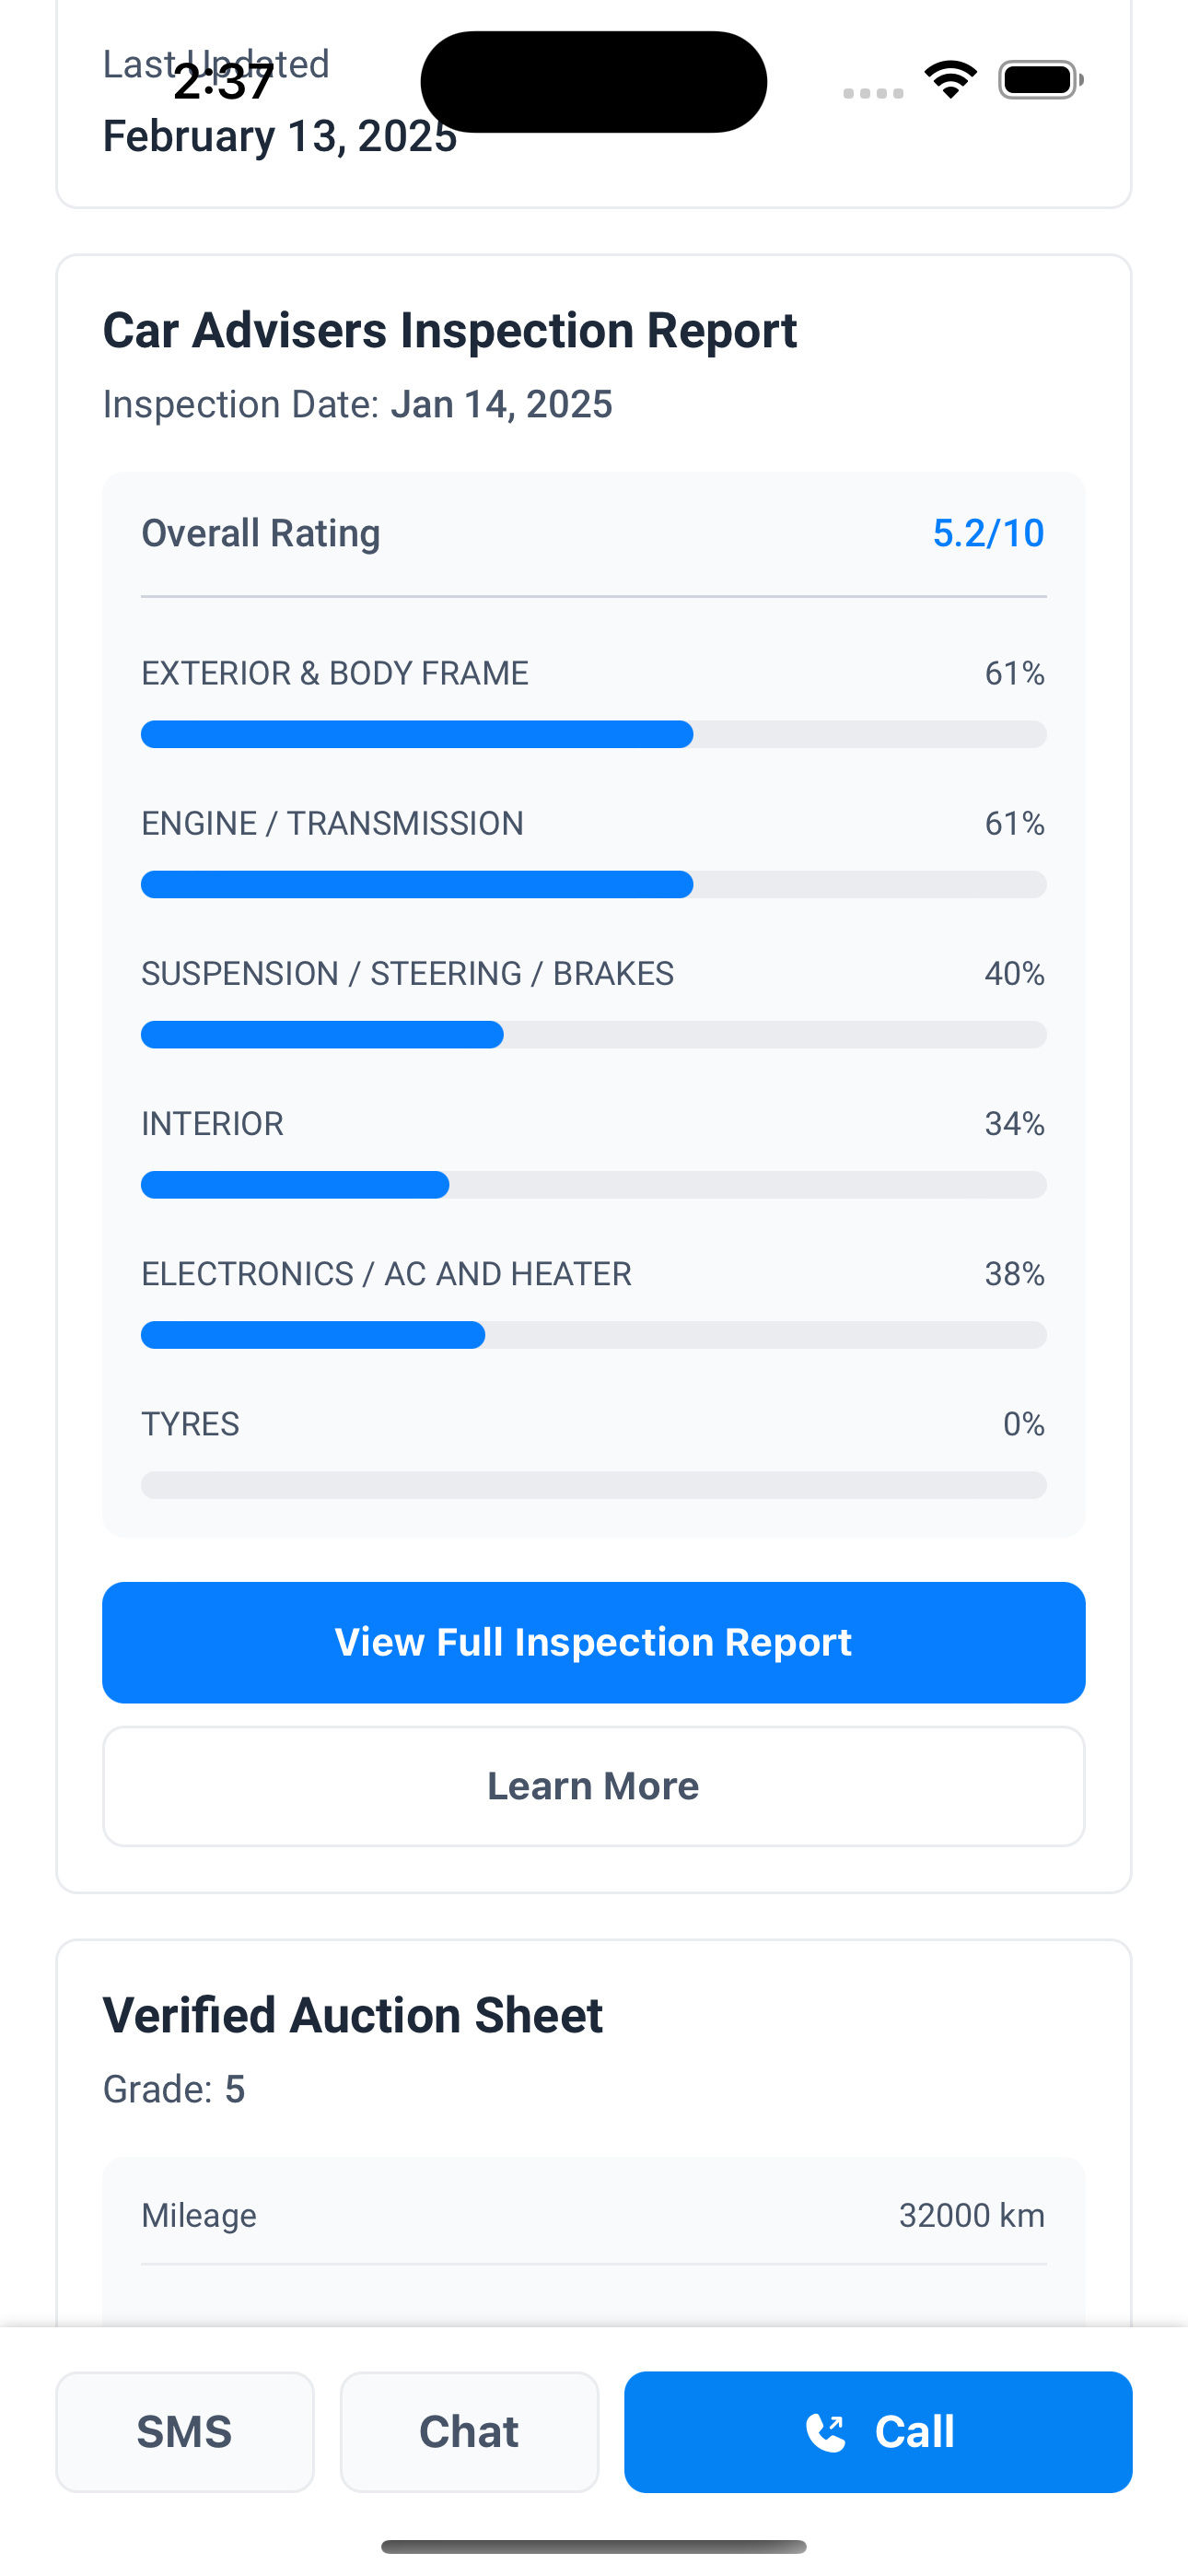 Last Updated
2:37
February 13, 2025
Car Advisers Inspection Report
Inspection Date: Jan 14, 2025
Overall Rating 5.2/10
EXTERIOR & BODY FRAME 61%
ENGINE / TRANSMISSION 61%
SUSPENSION / STEERING / BRAKES 40%
INTERIOR 34%
ELECTRONICS / AC AND HEATER 38%
TYRES 0%
View Full Inspection Report
Learn More
Verified Auction Sheet
Grade: 5
Mileage 32000 km
SMS Chat Call